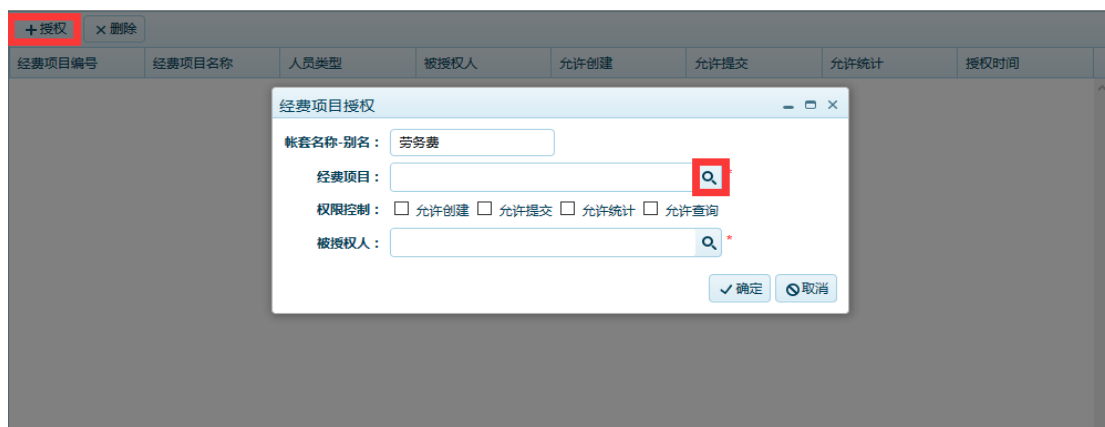 授权 删除
经费项目编号 经费项目名称 人员类型 被授权人 允许创建 允许提交 允许统计 授权时间
经费项目授权
帐套名称-别名： 劳务费
经费项目： *
权限控制： 允许创建 允许提交 允许统计 允许查询
被授权人： *
确定 取消